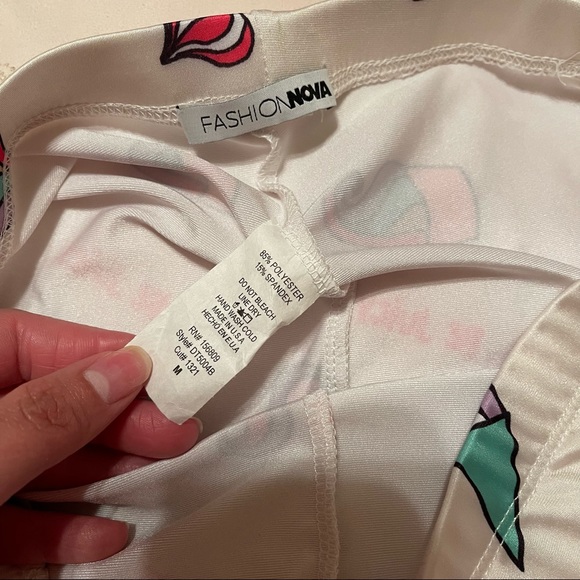 FASHIONNOVA
85% POLYESTER
15% SPANDEX
DO NOT BLEACH
LINE DRY
HAND WASH COLD
MADE IN U.S.A
HECHO EN E.U.A
RN# 156809
Style# DT5004B
Cut# 1321
M